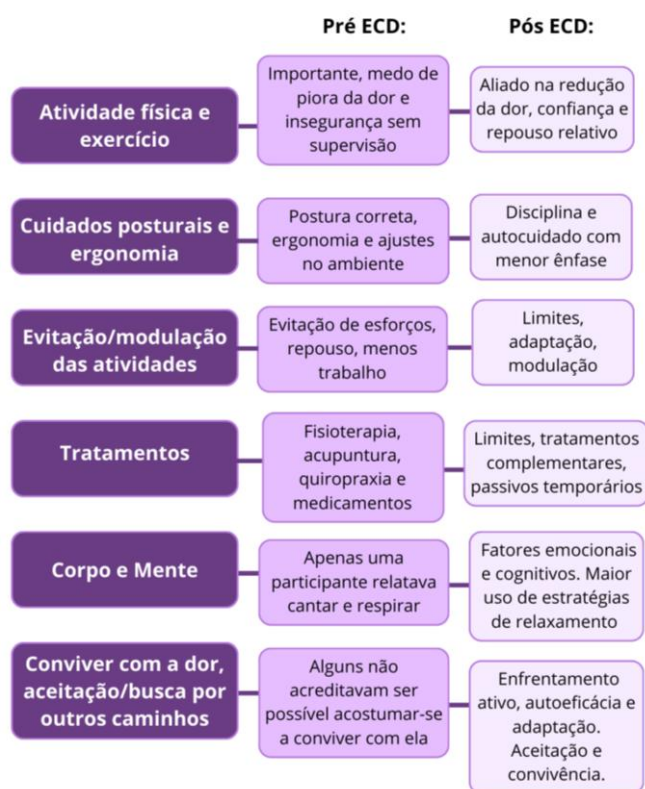 Pré ECD:
Pós ECD:
Atividade física e
exercício
Importante, medo de
piora da dor e
insegurança sem
supervisão
Aliado na redução
da dor, confiança e
repouso relativo
Cuidados posturais e
ergonomia
Postura correta,
ergonomia e ajustes
no ambiente
Disciplina e
autocuidado com
menor ênfase
Evitação/modulação
das atividades
Evitação de esforços,
repouso, menos
trabalho
Limites,
adaptação,
modulação
Tratamentos
Fisioterapia,
acupuntura,
quiropraxia e
medicamentos
Limites, tratamentos
complementares,
passivos temporários
Corpo e Mente
Apenas uma
participante relatava
cantar e respirar
Fatores emocionais
e cognitivos. Maior
uso de estratégias
de relaxamento
Conviver com a dor,
aceitação/busca por
outros caminhos
Alguns não
acreditavam ser
possível acostumar-se
a conviver com ela
Enfrentamento
ativo, autoeficácia e
adaptação.
Aceitação e
convivência.